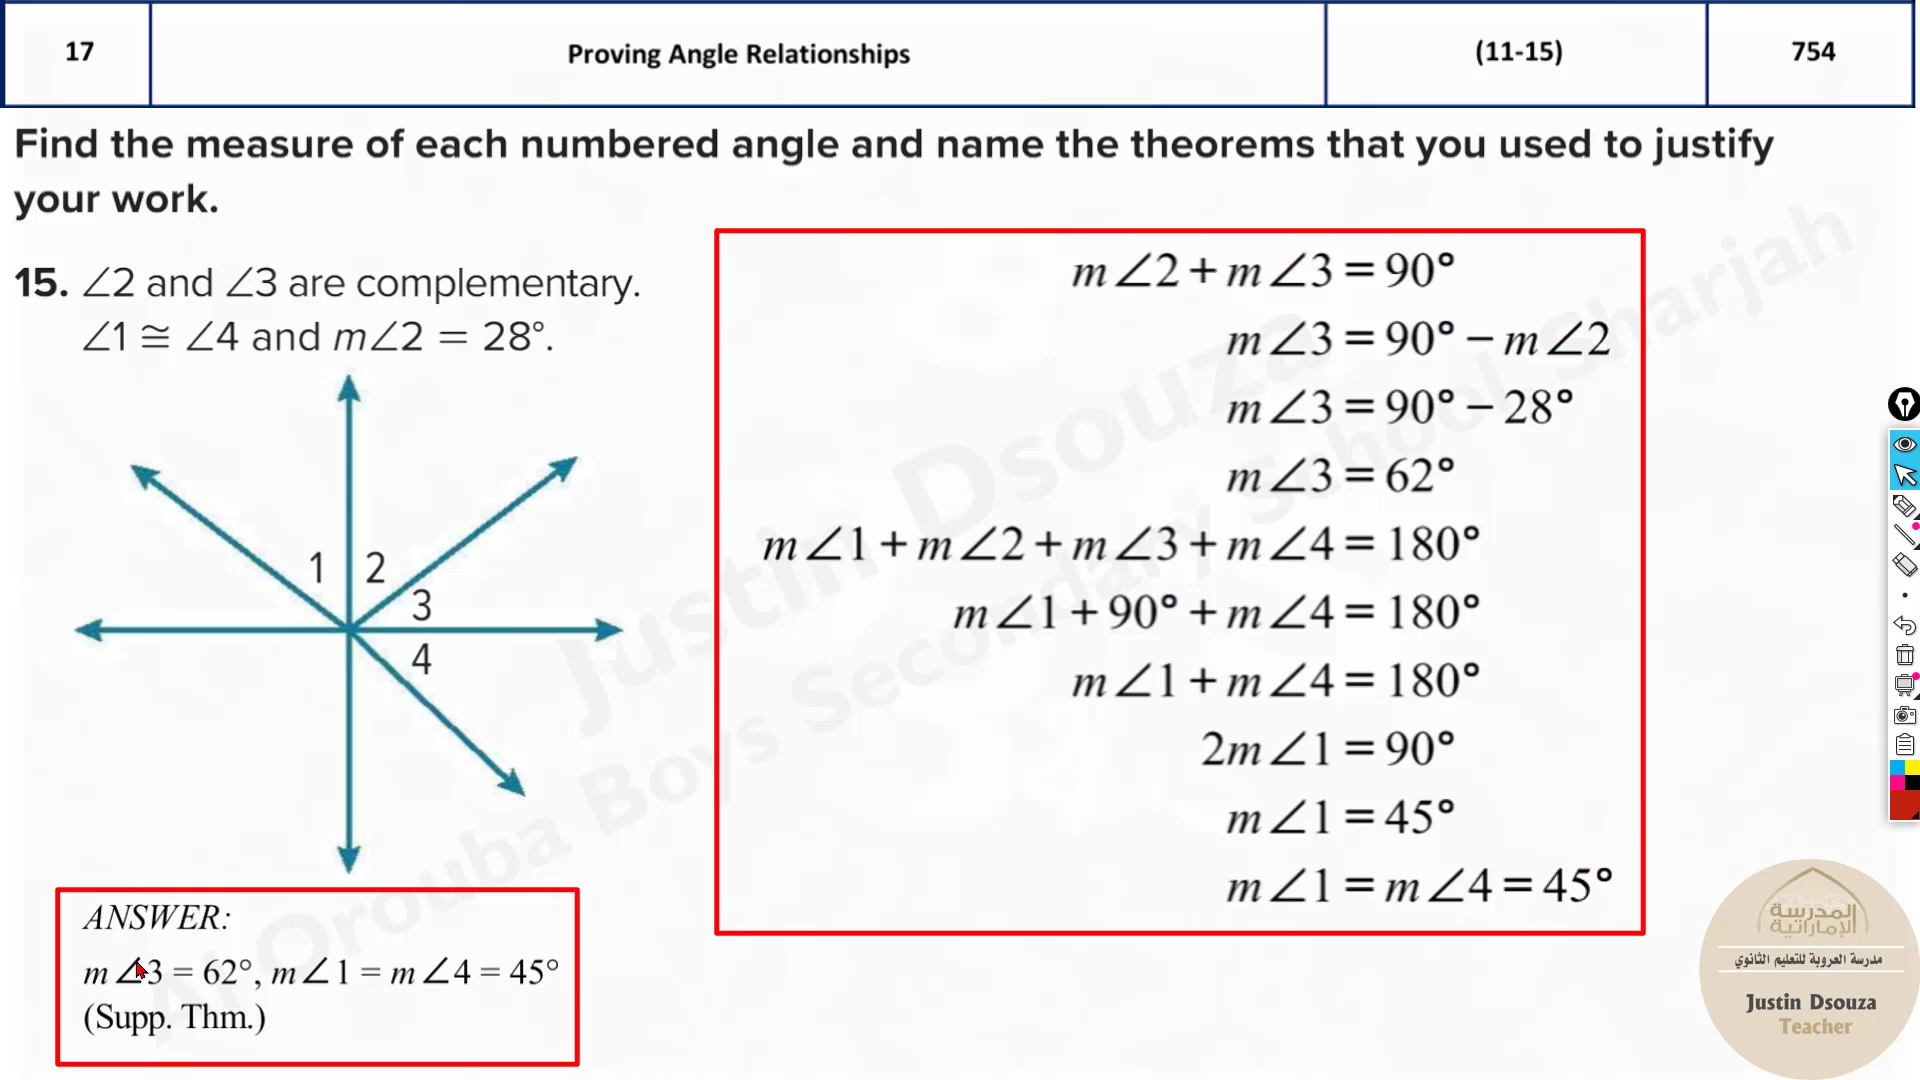 17
Proving Angle Relationships
(11-15)
754
Find the measure of each numbered angle and name the theorems that you used to justify
your work.
15. ∠2 and ∠3 are complementary.
∠1 ≅ ∠4 and m∠2 = 28°.
1
2
3
4
m∠2 + m∠3 = 90°
m∠3 = 90° − m∠2
m∠3 = 90° − 28°
m∠3 = 62°
m∠1 + m∠2 + m∠3 + m∠4 = 180°
m∠1 + 90° + m∠4 = 180°
m∠1 + m∠4 = 180°
2m∠1 = 90°
m∠1 = 45°
m∠1 = m∠4 = 45°
ANSWER:
m∠3 = 62°, m∠1 = m∠4 = 45°
(Supp. Thm.)
Justin Dsouza
Al Orouba Boys Secondary School Sharjah
المدرسة
الإماراتية
مدرسة العروبة للتعليم الثانوي
Justin Dsouza
Teacher